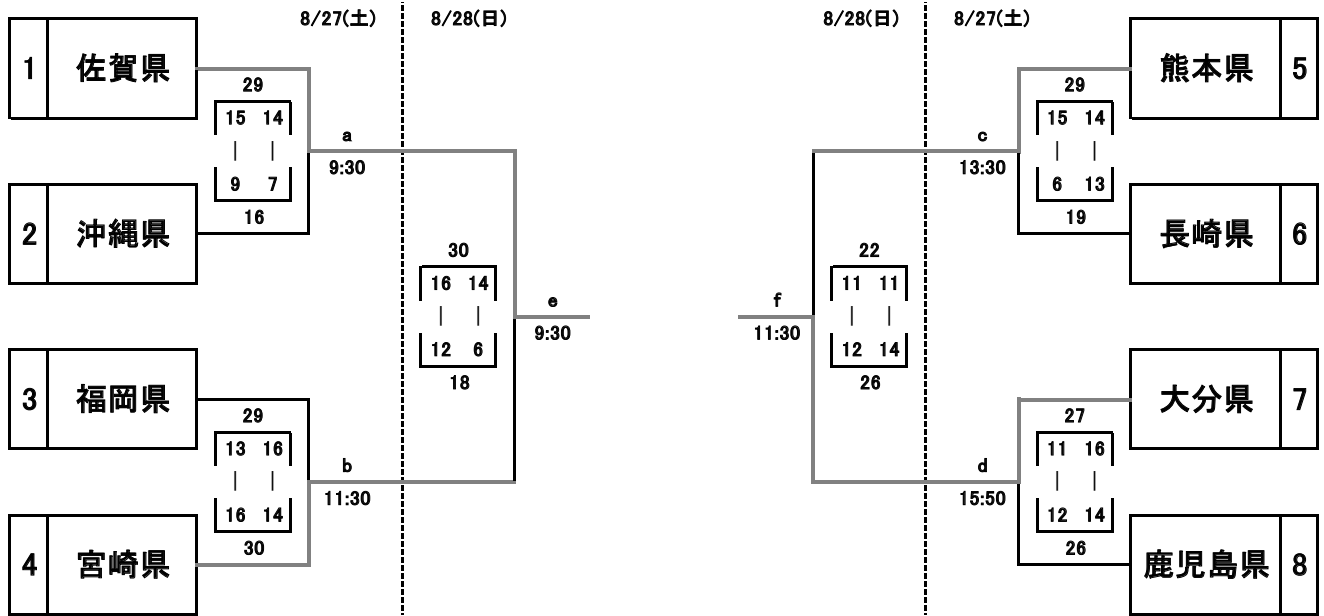 8/27(土) 8/28(日) 8/28(日) 8/27(土)
1 佐賀県
29
15 14
| |
9 7
16
2 沖縄県
a
9:30
3 福岡県
29
13 16
| |
16 14
30
4 宮崎県
b
11:30
30
16 14
| |
12 6
18
e
9:30
熊本県 5
29
15 14
| |
6 13
19
長崎県 6
c
13:30
大分県 7
27
11 16
| |
12 14
26
鹿児島県 8
d
15:50
22
11 11
| |
12 14
26
f
11:30